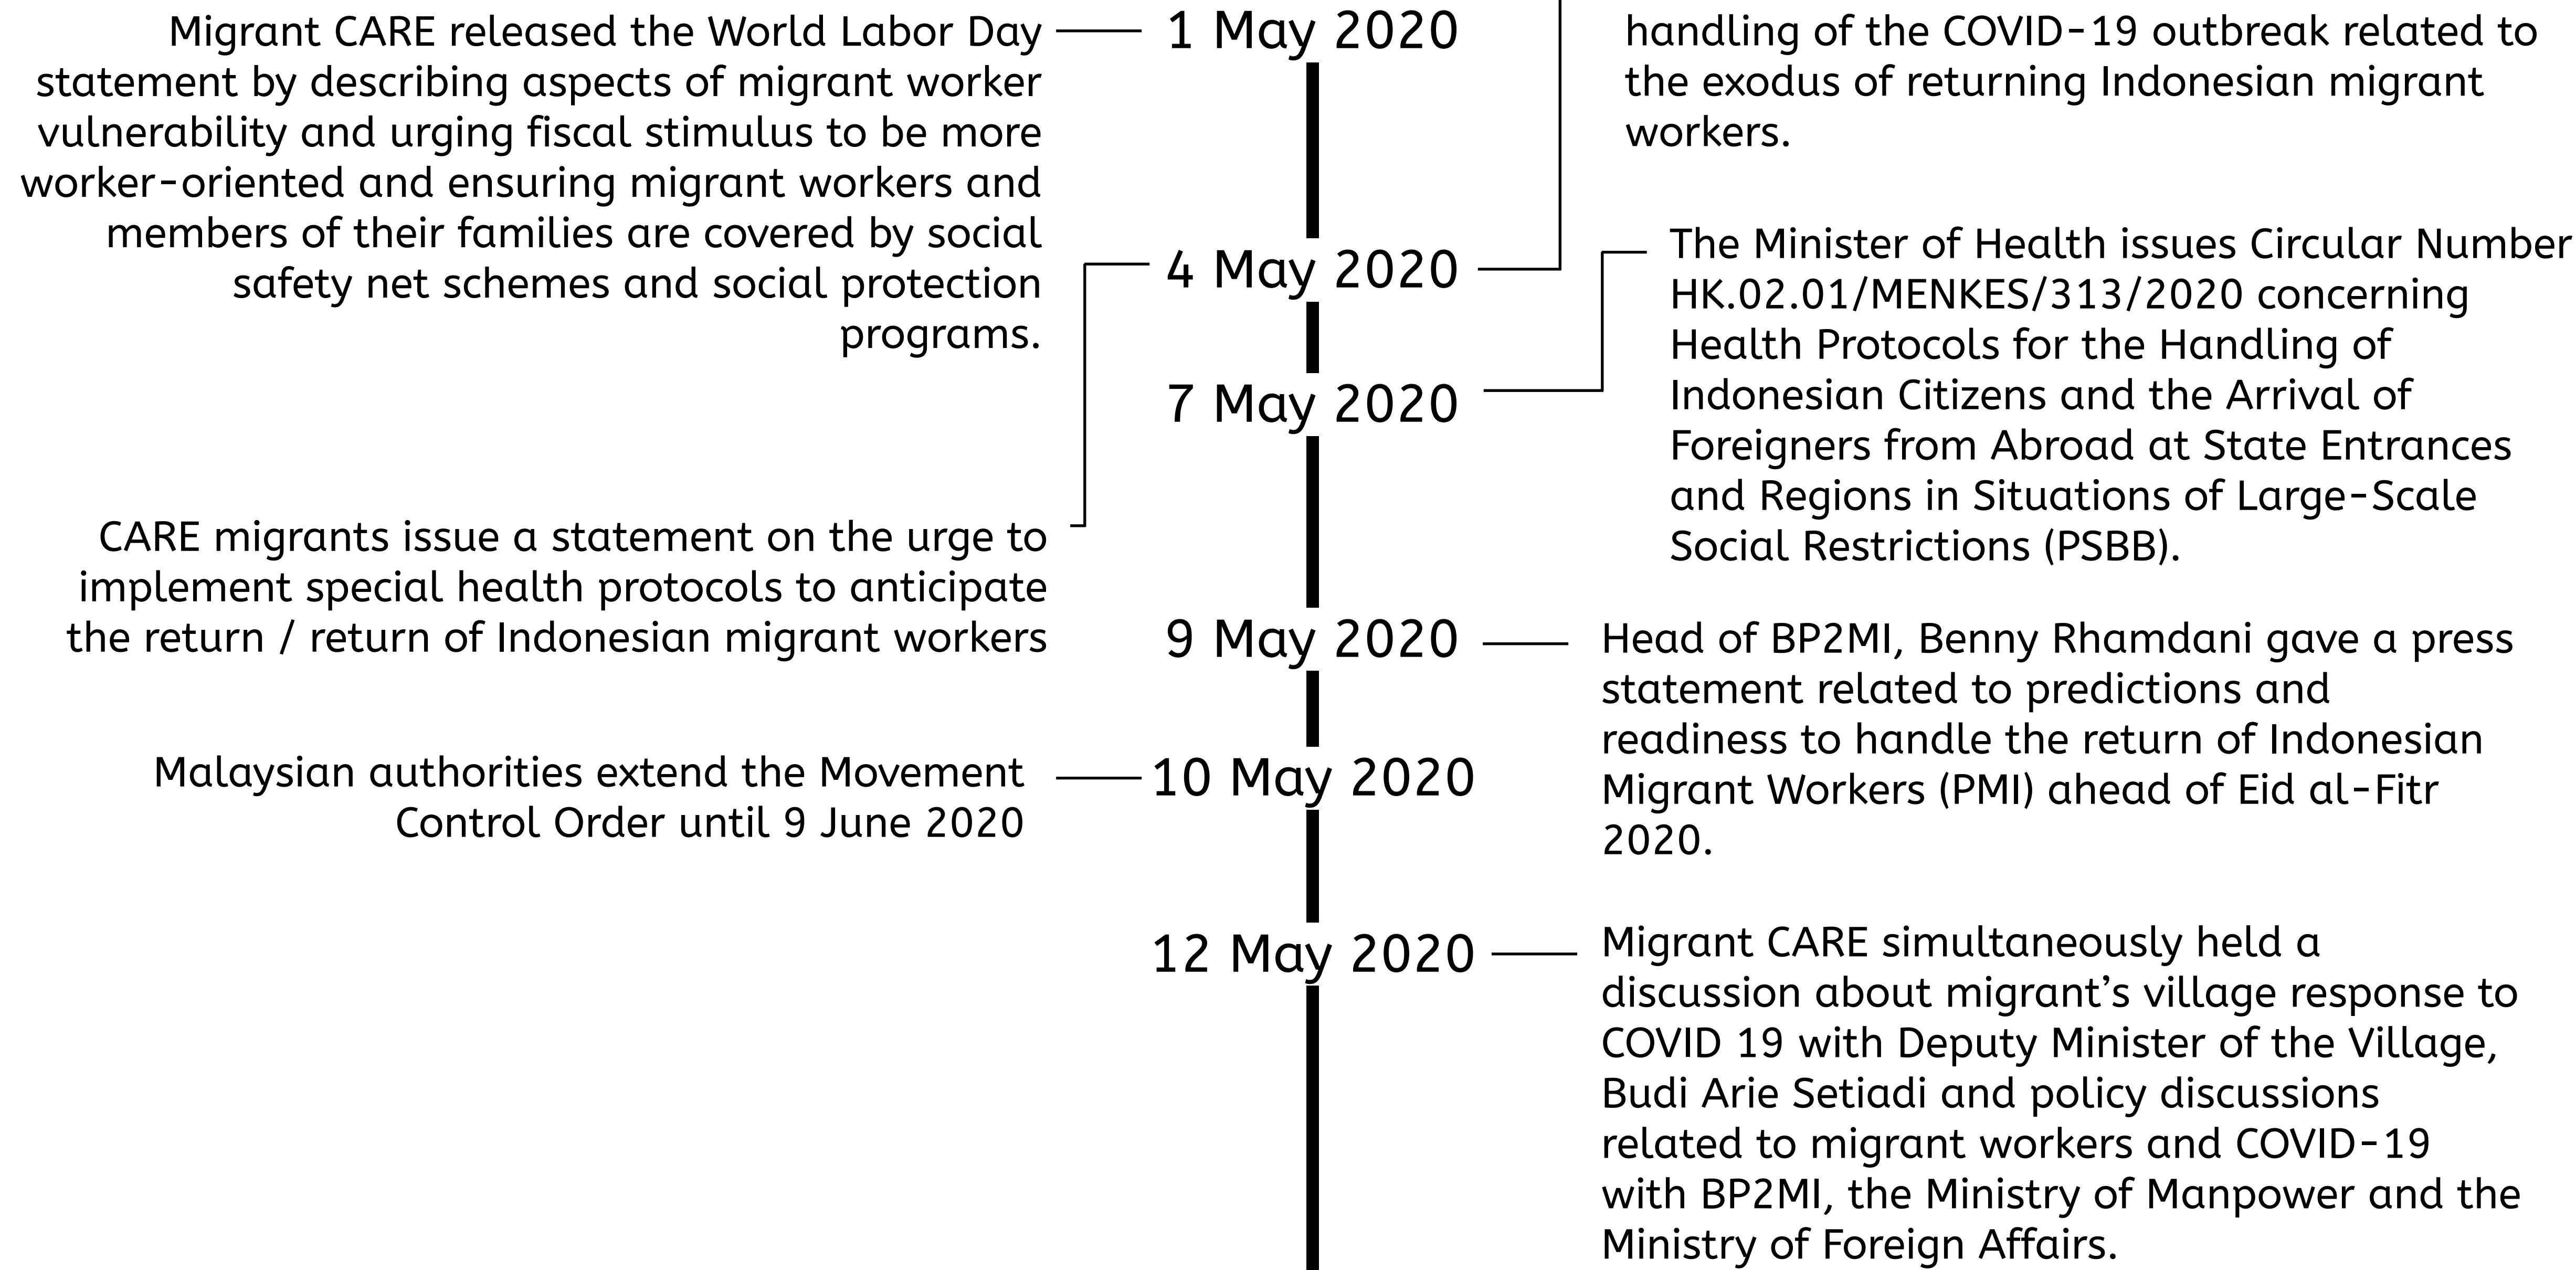 Migrant CARE released the World Labor Day
statement by describing aspects of migrant worker
vulnerability and urging fiscal stimulus to be more
worker-oriented and ensuring migrant workers and
members of their families are covered by social
safety net schemes and social protection
programs.
1 May 2020
handling of the COVID-19 outbreak related to
the exodus of returning Indonesian migrant
workers.
4 May 2020
CARE migrants issue a statement on the urge to
implement special health protocols to anticipate
the return / return of Indonesian migrant workers
7 May 2020
The Minister of Health issues Circular Number
HK.02.01/MENKES/313/2020 concerning
Health Protocols for the Handling of
Indonesian Citizens and the Arrival of
Foreigners from Abroad at State Entrances
and Regions in Situations of Large-Scale
Social Restrictions (PSBB).
9 May 2020
Head of BP2MI, Benny Rhamdani gave a press
statement related to predictions and
readiness to handle the return of Indonesian
Migrant Workers (PMI) ahead of Eid al-Fitr
2020.
Malaysian authorities extend the Movement
Control Order until 9 June 2020
10 May 2020
12 May 2020
Migrant CARE simultaneously held a
discussion about migrant’s village response to
COVID 19 with Deputy Minister of the Village,
Budi Arie Setiadi and policy discussions
related to migrant workers and COVID-19
with BP2MI, the Ministry of Manpower and the
Ministry of Foreign Affairs.